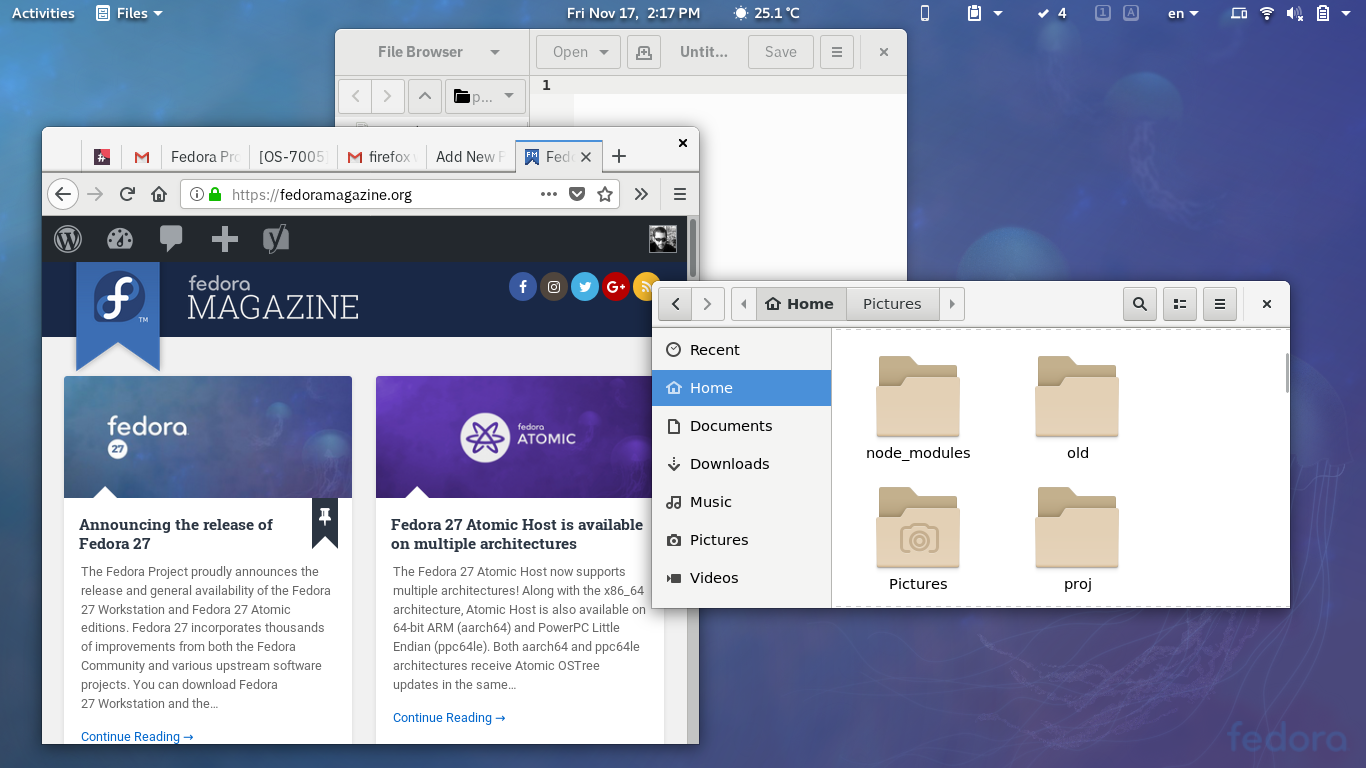 Activities Files Fri Nov 17, 2:17 PM 25.1 °C 4 1 A en
File Browser Open Untit… Save
p… 1
Fedora Pro [OS-7005] firefox Add New Fed
https://fedoramagazine.org
fedora
MAGAZINE
TM
fedora
27
Announcing the release of
Fedora 27
The Fedora Project proudly announces the
release and general availability of the Fedora
27 Workstation and Fedora 27 Atomic
editions. Fedora 27 incorporates thousands
of improvements from both the Fedora
Community and various upstream software
projects. You can download Fedora
27 Workstation and the…
Continue Reading →
fedora
ATOMIC
Fedora 27 Atomic Host is available
on multiple architectures
The Fedora 27 Atomic Host now supports
multiple architectures! Along with the x86_64
architecture, Atomic Host is also available on
64-bit ARM (aarch64) and PowerPC Little
Endian (ppc64le). Both aarch64 and ppc64le
architectures receive Atomic OSTree
updates in the same…
Continue Reading →
Home Pictures
Recent
Home
Documents
Downloads
Music
Pictures
Videos
node_modules old
Pictures proj
fedora